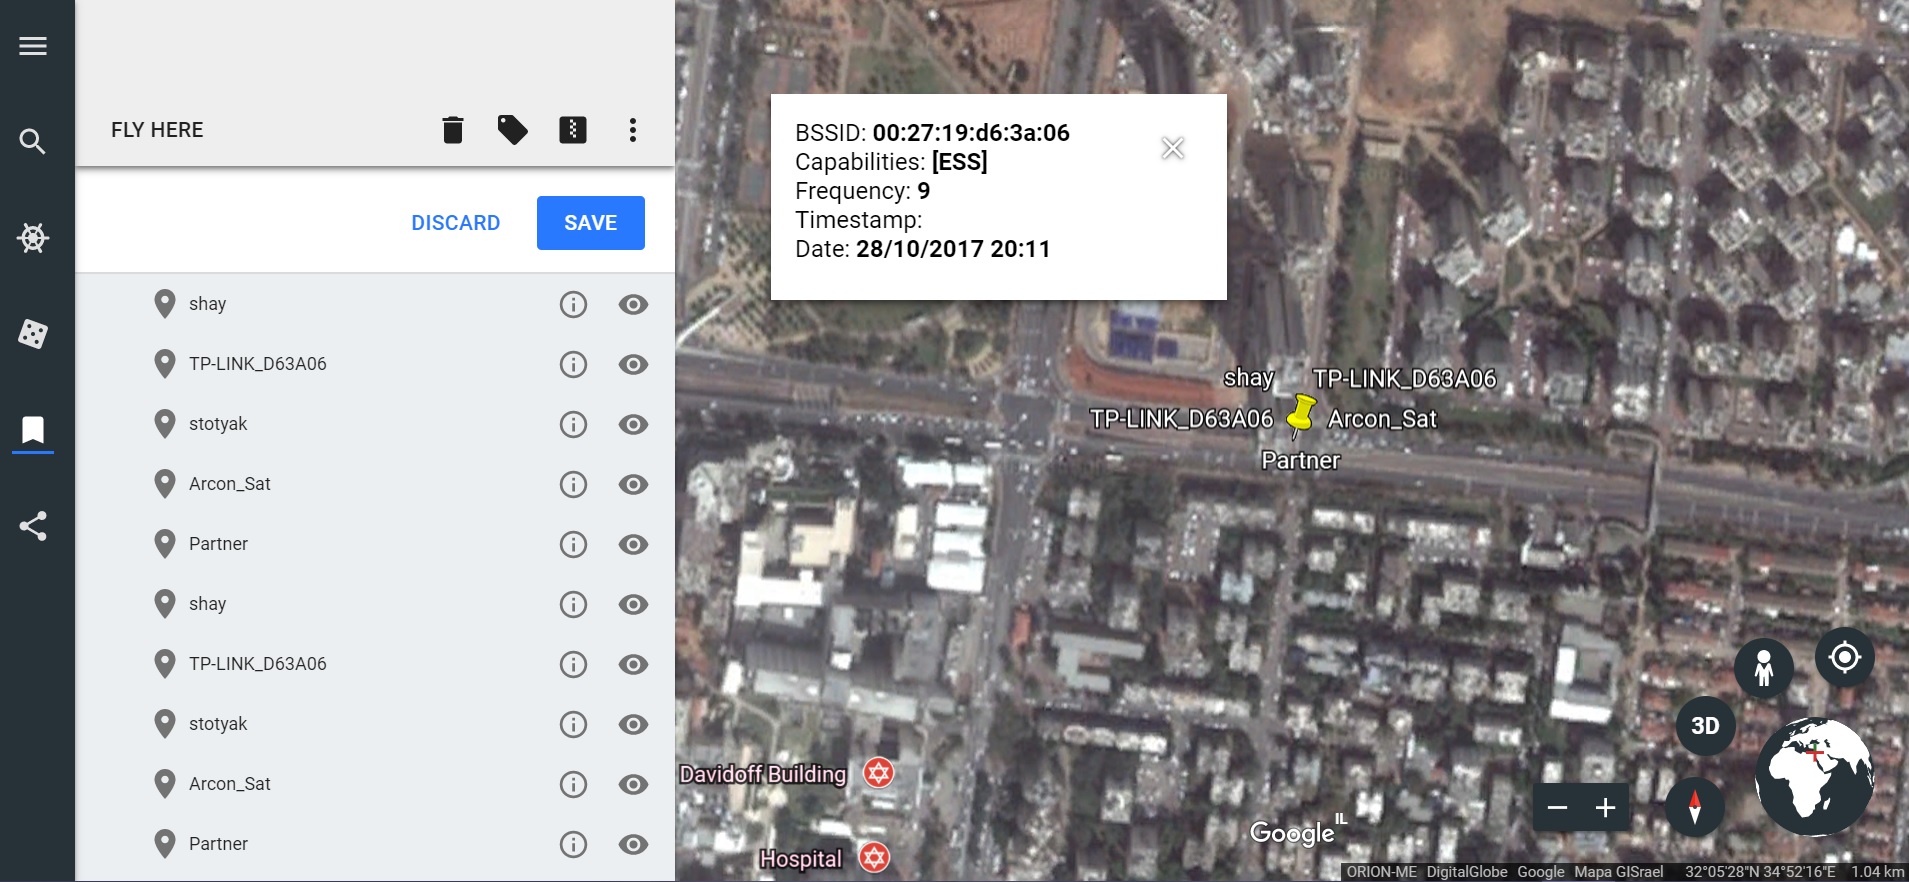 FLY HERE
DISCARD
SAVE
shay
TP-LINK_D63A06
stotyak
Arcon_Sat
Partner
shay
TP-LINK_D63A06
stotyak
Arcon_Sat
Partner
BSSID: 00:27:19:d6:3a:06
Capabilities: [ESS]
Frequency: 9
Timestamp:
Date: 28/10/2017 20:11
shay TP-LINK_D63A06
TP-LINK_D63A06 Arcon_Sat
Partner
Davidoff Building
Hospital
3D
Google IL
ORION-ME DigitalGlobe Google Mapa GISrael 32°05'28"N 34°52'16"E 1.04 km